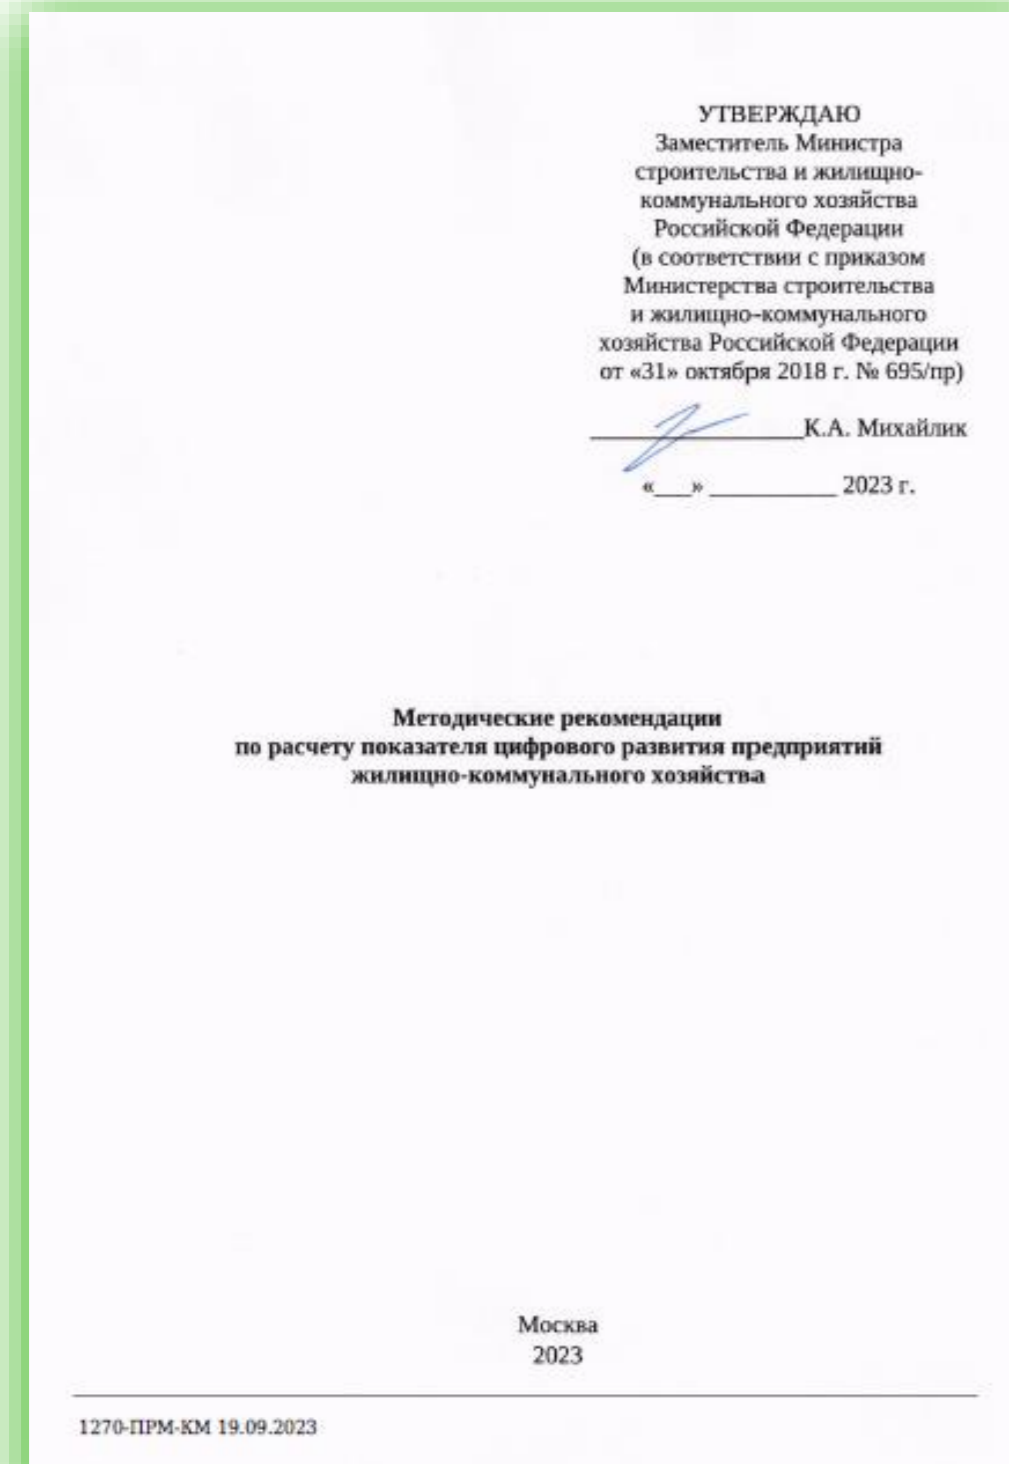 УТВЕРЖДАЮ
Заместитель Министра
строительства и жилищно-
коммунального хозяйства
Российской Федерации
(в соответствии с приказом
Министерства строительства
и жилищно-коммунального
хозяйства Российской Федерации
от «31» октября 2018 г. № 695/пр)
_________________К.А. Михайлик
«___» __________ 2023 г.
Методические рекомендации
по расчету показателя цифрового развития предприятий
жилищно-коммунального хозяйства
Москва
2023
1270-ПРМ-КМ 19.09.2023